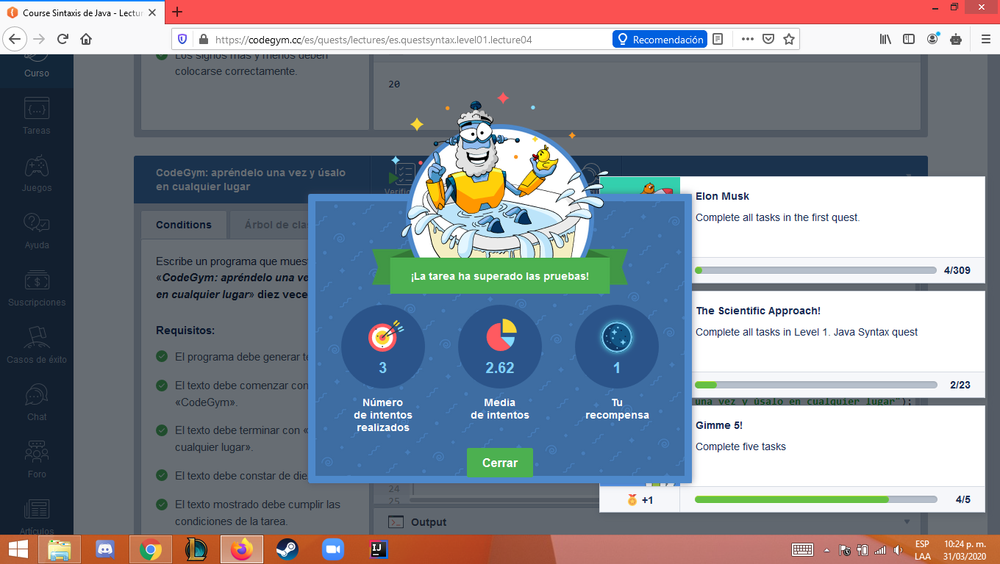 Course Sintaxis de Java - Lectur
https://codegym.cc/es/quests/lectures/es.questsyntax.level01.lecture04
Recomendación
Curso
Tareas
Juegos
Ayuda
Suscripciones
Casos de éxito
Chat
Foro
Artículos
Los signos más y menos deben
colocarse correctamente.
20
CodeGym: apréndelo una vez y úsalo
en cualquier lugar
Verific
Conditions
Árbol de cla
Escribe un programa que mues
«CodeGym: apréndelo una ve
en cualquier lugar» diez vece
Requisitos:
El programa debe generar te
El texto debe comenzar con
«CodeGym».
El texto debe terminar con «
cualquier lugar».
El texto debe constar de die
El texto mostrado debe cumplir las
condiciones de la tarea.
¡La tarea ha superado las pruebas!
3
Número
de intentos
realizados
2.62
Media
de intentos
1
Tu
recompensa
Cerrar
Elon Musk
Complete all tasks in the first quest.
4/309
The Scientific Approach!
Complete all tasks in Level 1. Java Syntax quest
2/23
una vez y úsalo en cualquier lugar");
Gimme 5!
Complete five tasks
+1
4/5
24
25
Output
IJ
ESP
LAA
10:24 p. m.
31/03/2020